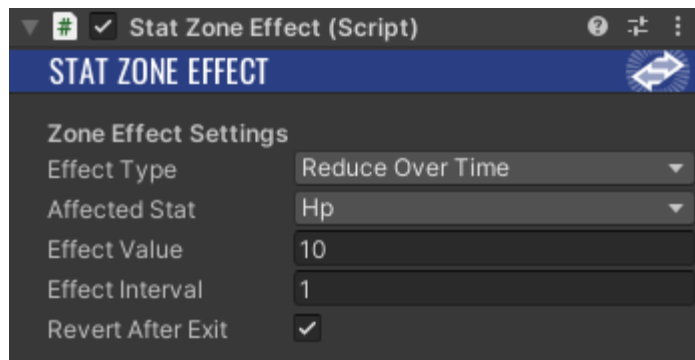 # Stat Zone Effect (Script)
STAT ZONE EFFECT
Zone Effect Settings
Effect Type Reduce Over Time
Affected Stat Hp
Effect Value 10
Effect Interval 1
Revert After Exit